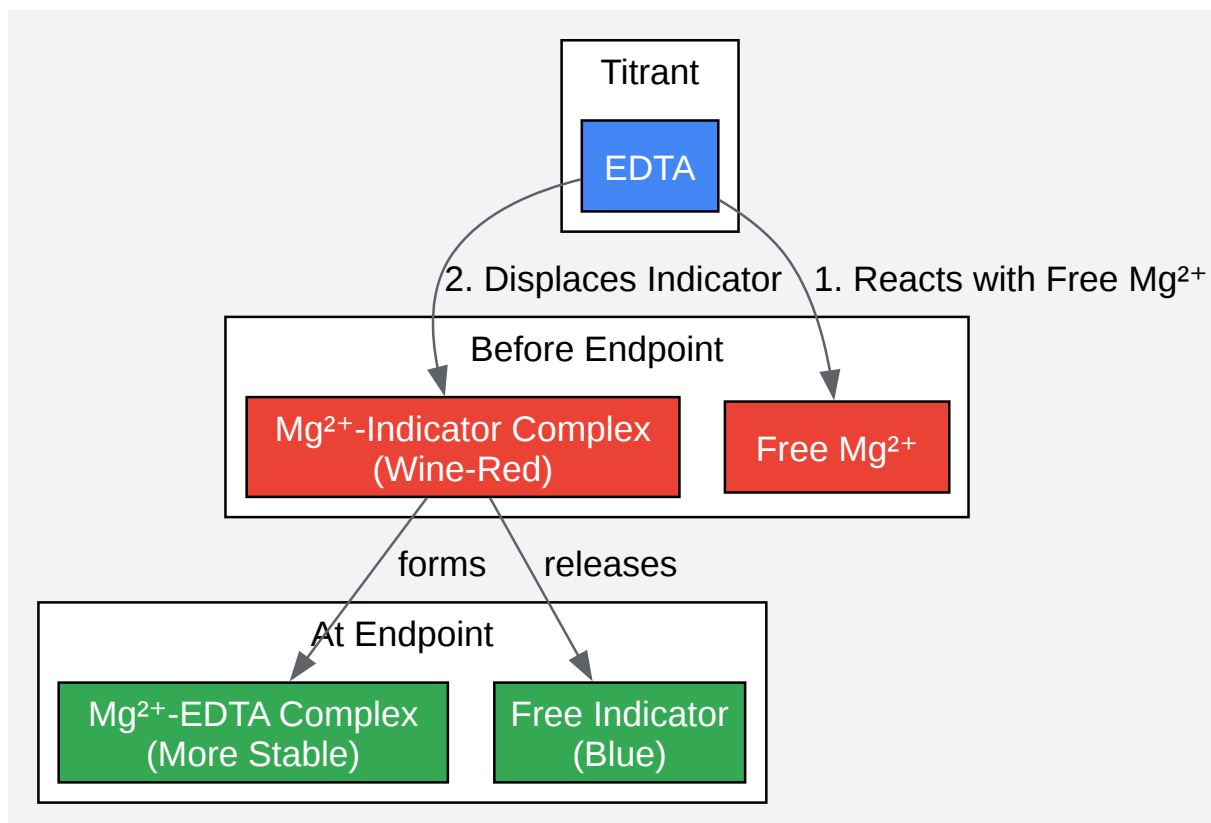 Titrant
EDTA
2. Displaces Indicator
1. Reacts with Free Mg²⁺
Before Endpoint
Mg²⁺-Indicator Complex
(Wine-Red)
Free Mg²⁺
forms
releases
At Endpoint
Mg²⁺-EDTA Complex
(More Stable)
Free Indicator
(Blue)